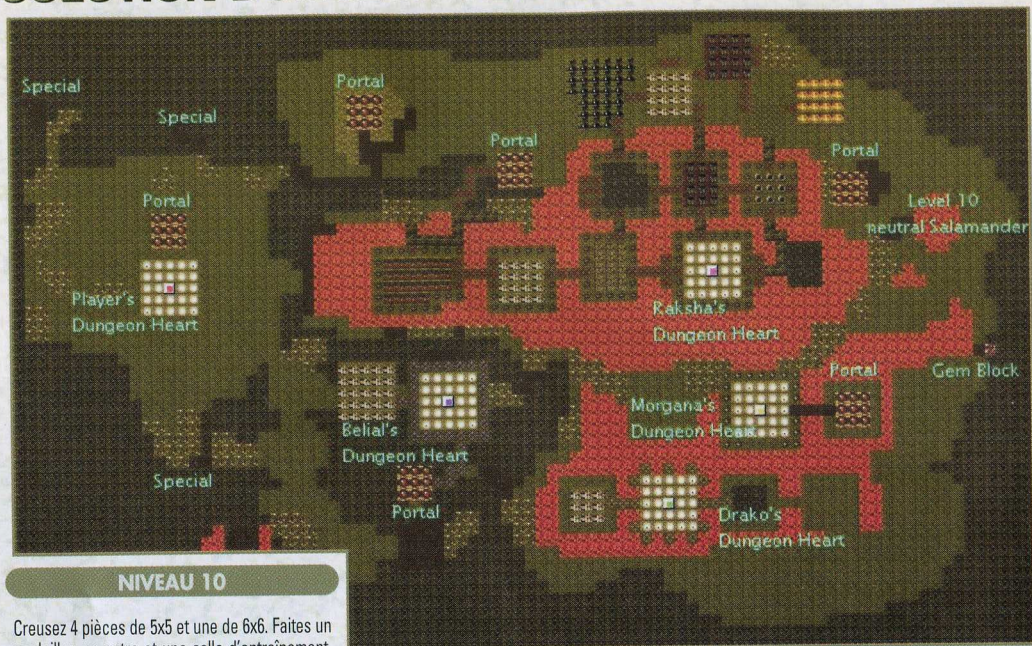 Special
Special
Portal
Portal
Portal
Portal
Level 10
neutral Salamander
Player's
Dungeon Heart
Raksha's
Dungeon Heart
Gem Block
Portal
Morgana's
Dungeon Heart
Belial's
Dungeon Heart
Special
Portal
Drako's
Dungeon Heart
NIVEAU 10
Creusez 4 pièces de 5x5 et une de 6x6. Faites un